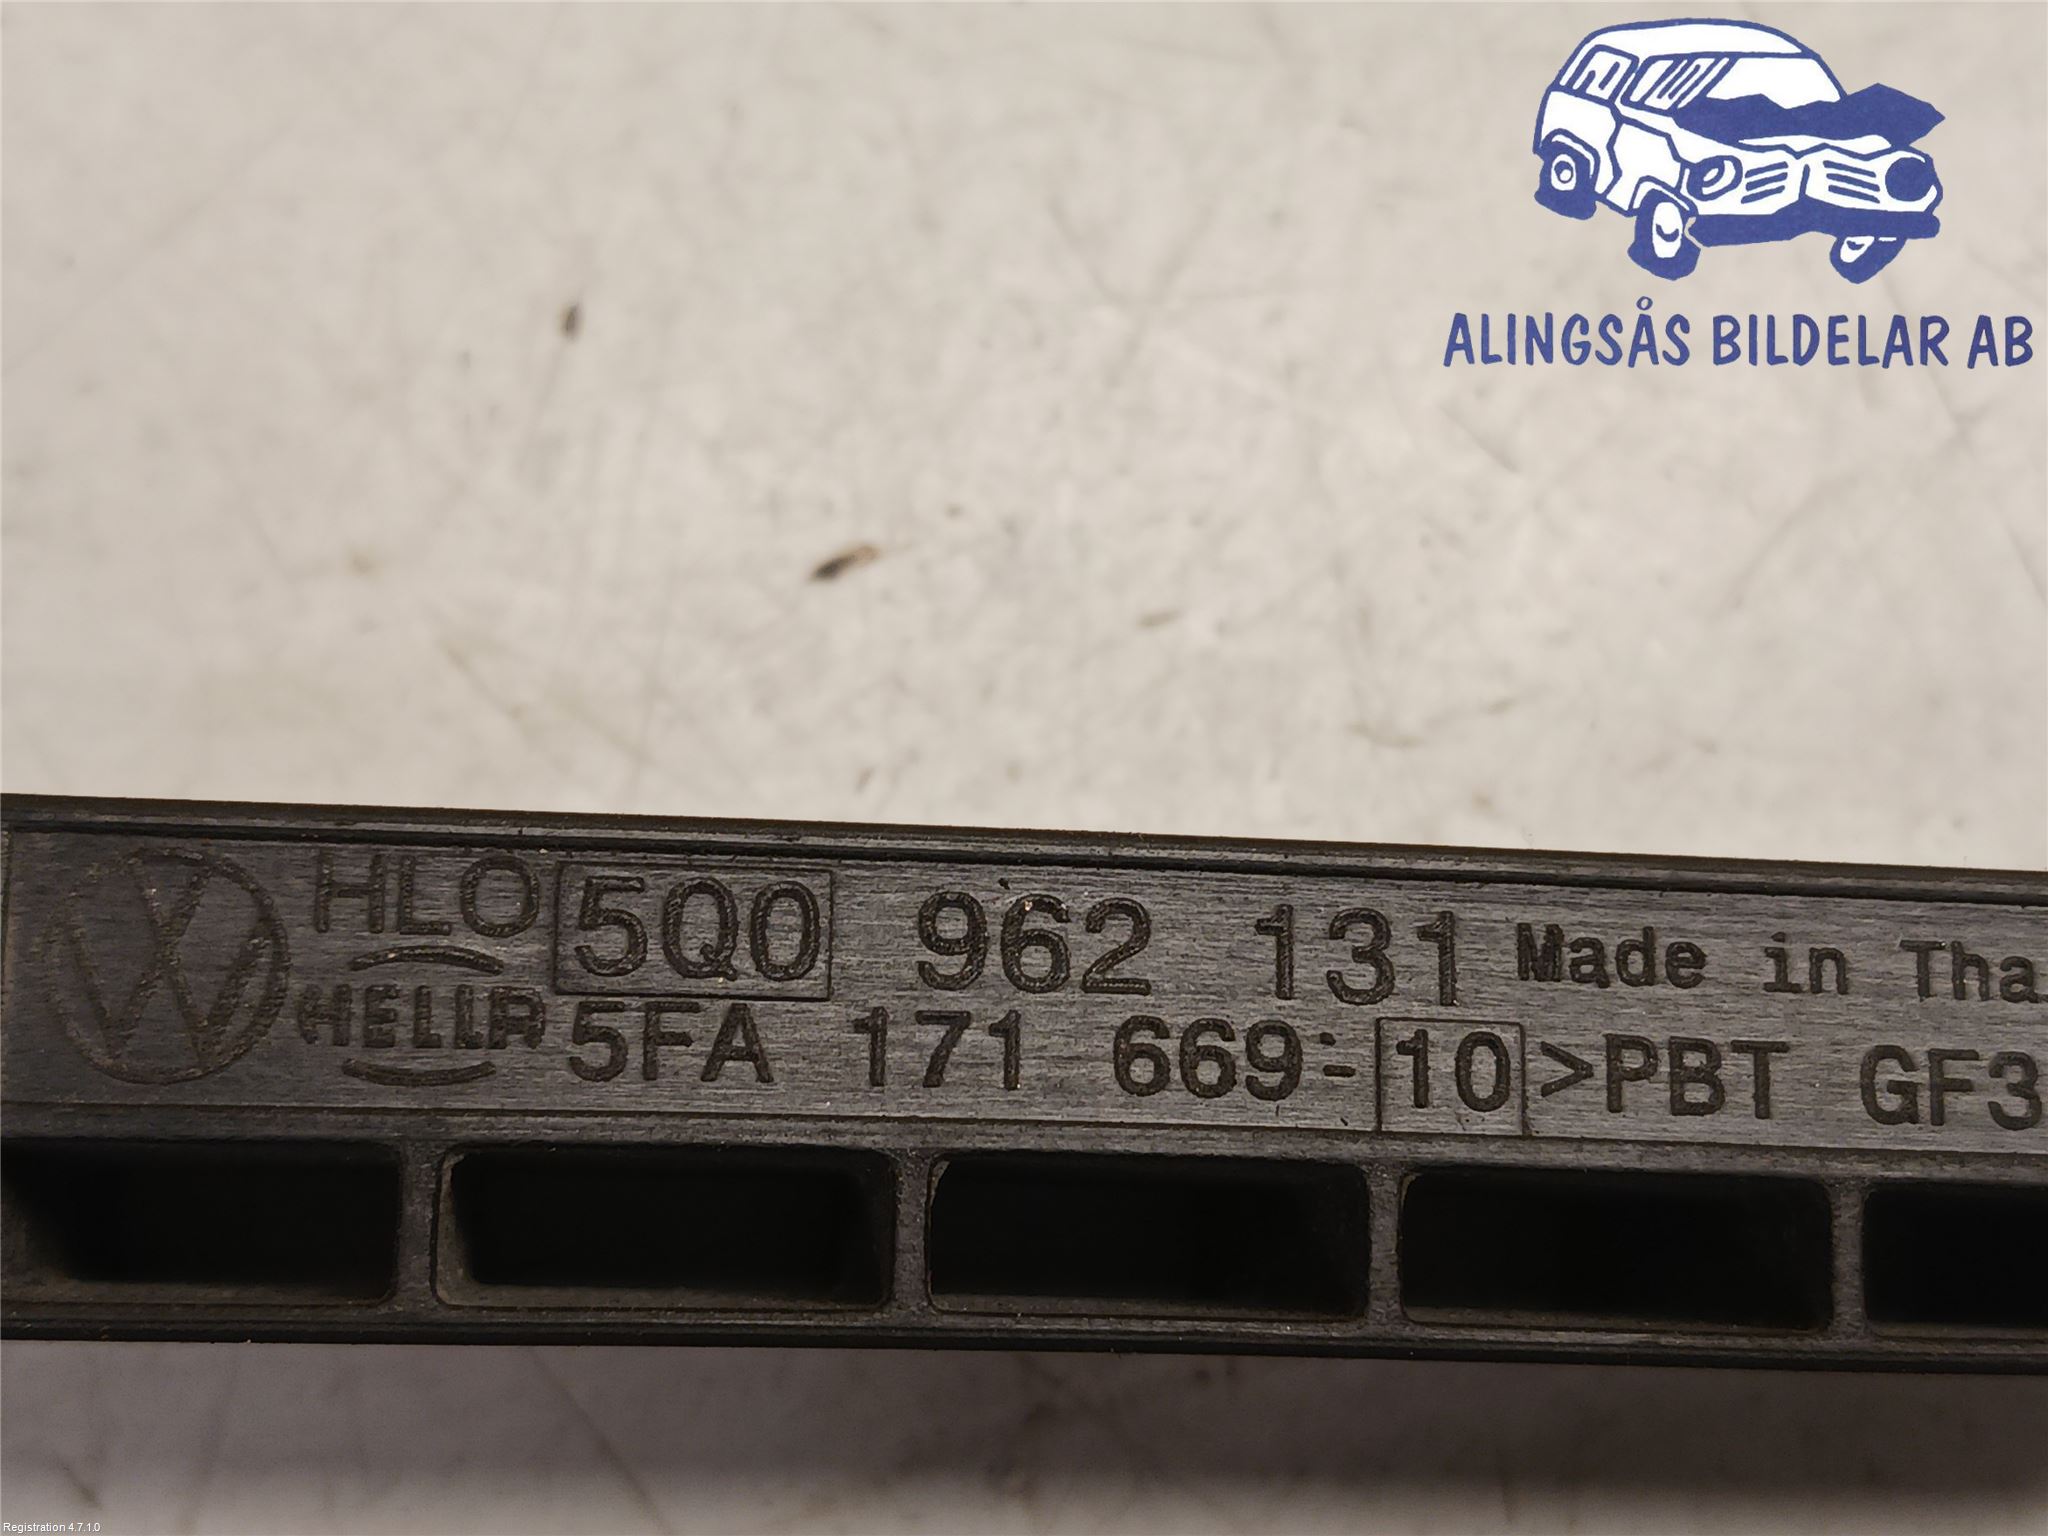 ALINGSÅS BILDELAR AB
HLO 5Q0 962 131 Made in Tha
HELLA 5FA 171 669-10 >PBT GF3
Registration 4.7.1.0